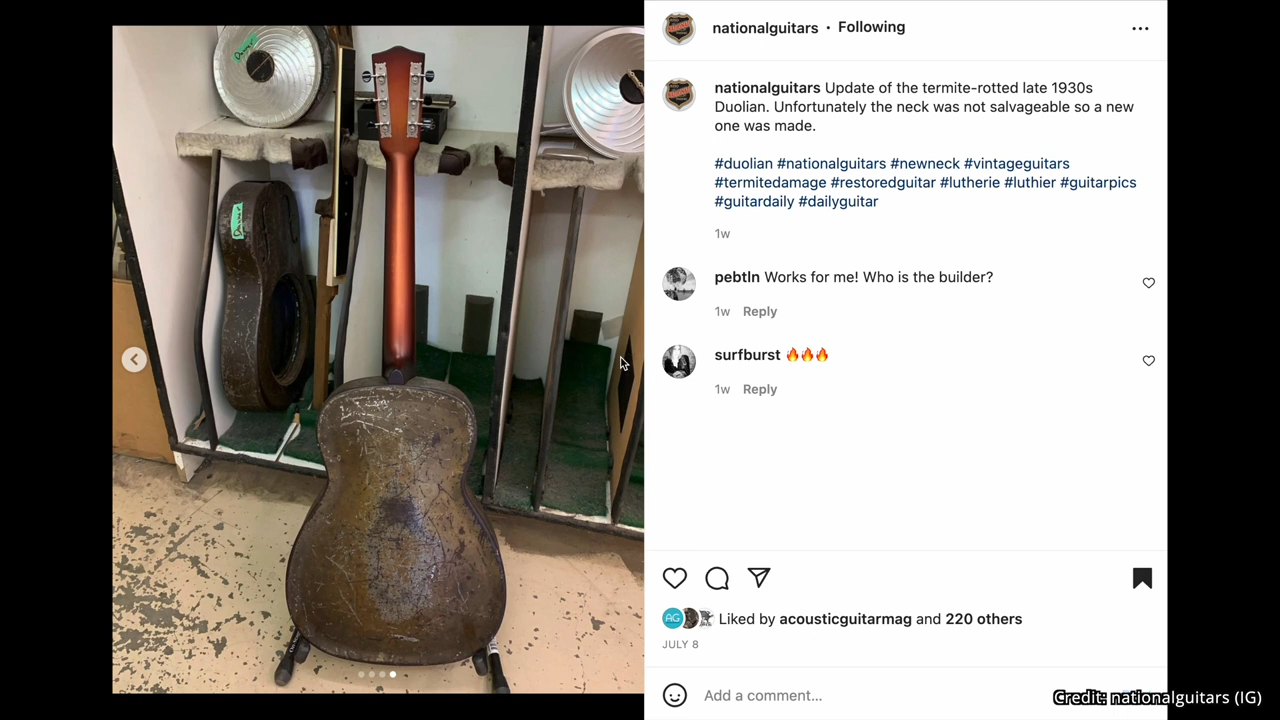 nationalguitars • Following
nationalguitars Update of the termite-rotted late 1930s
Duolian. Unfortunately the neck was not salvageable so a new
one was made.
#duolian #nationalguitars #newneck #vintageguitars
#termitedamage #restoredguitar #lutherie #luthier #guitarpics
#guitardaily #dailyguitar
1w
pebtln Works for me! Who is the builder?
1w Reply
surfburst 🔥🔥🔥
1w Reply
AG
Liked by acousticguitarmag and 220 others
JULY 8
Add a comment...
Credit: nationalguitars (IG)